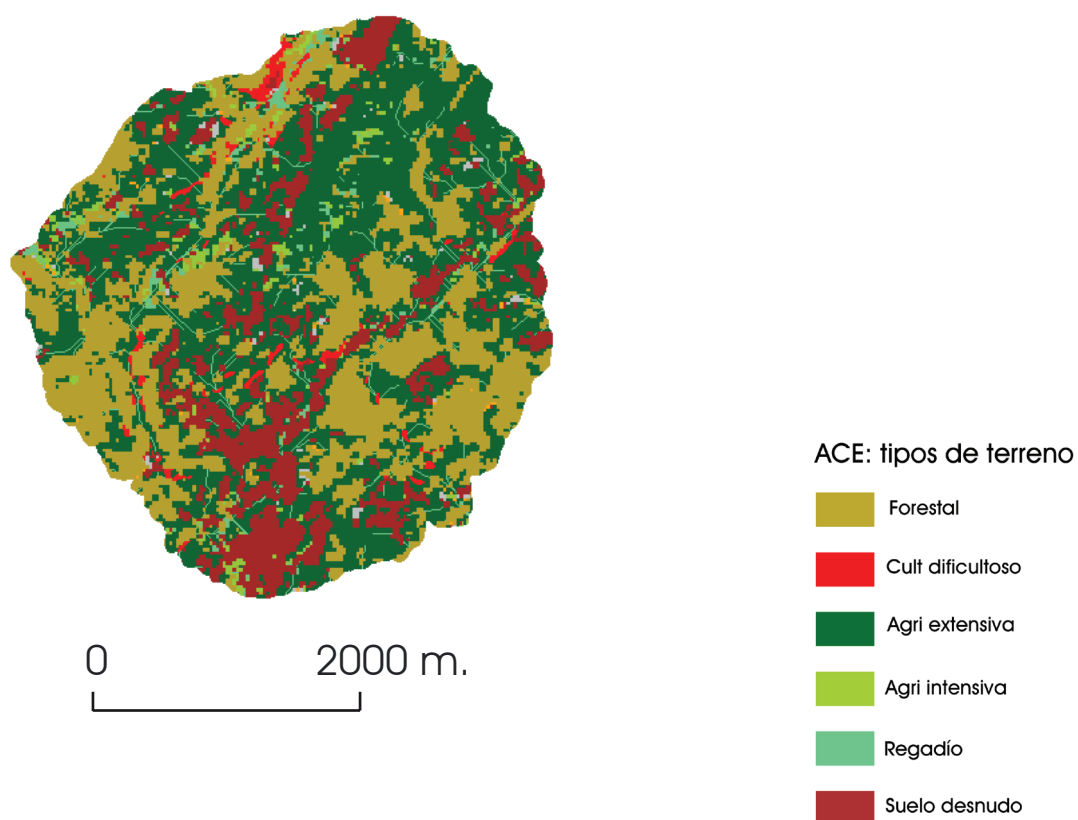 ACE: tipos de terreno
Forestal
Cult dificultoso
Agri extensiva
Agri intensiva
Regadío
Suelo desnudo
0 2000 m.